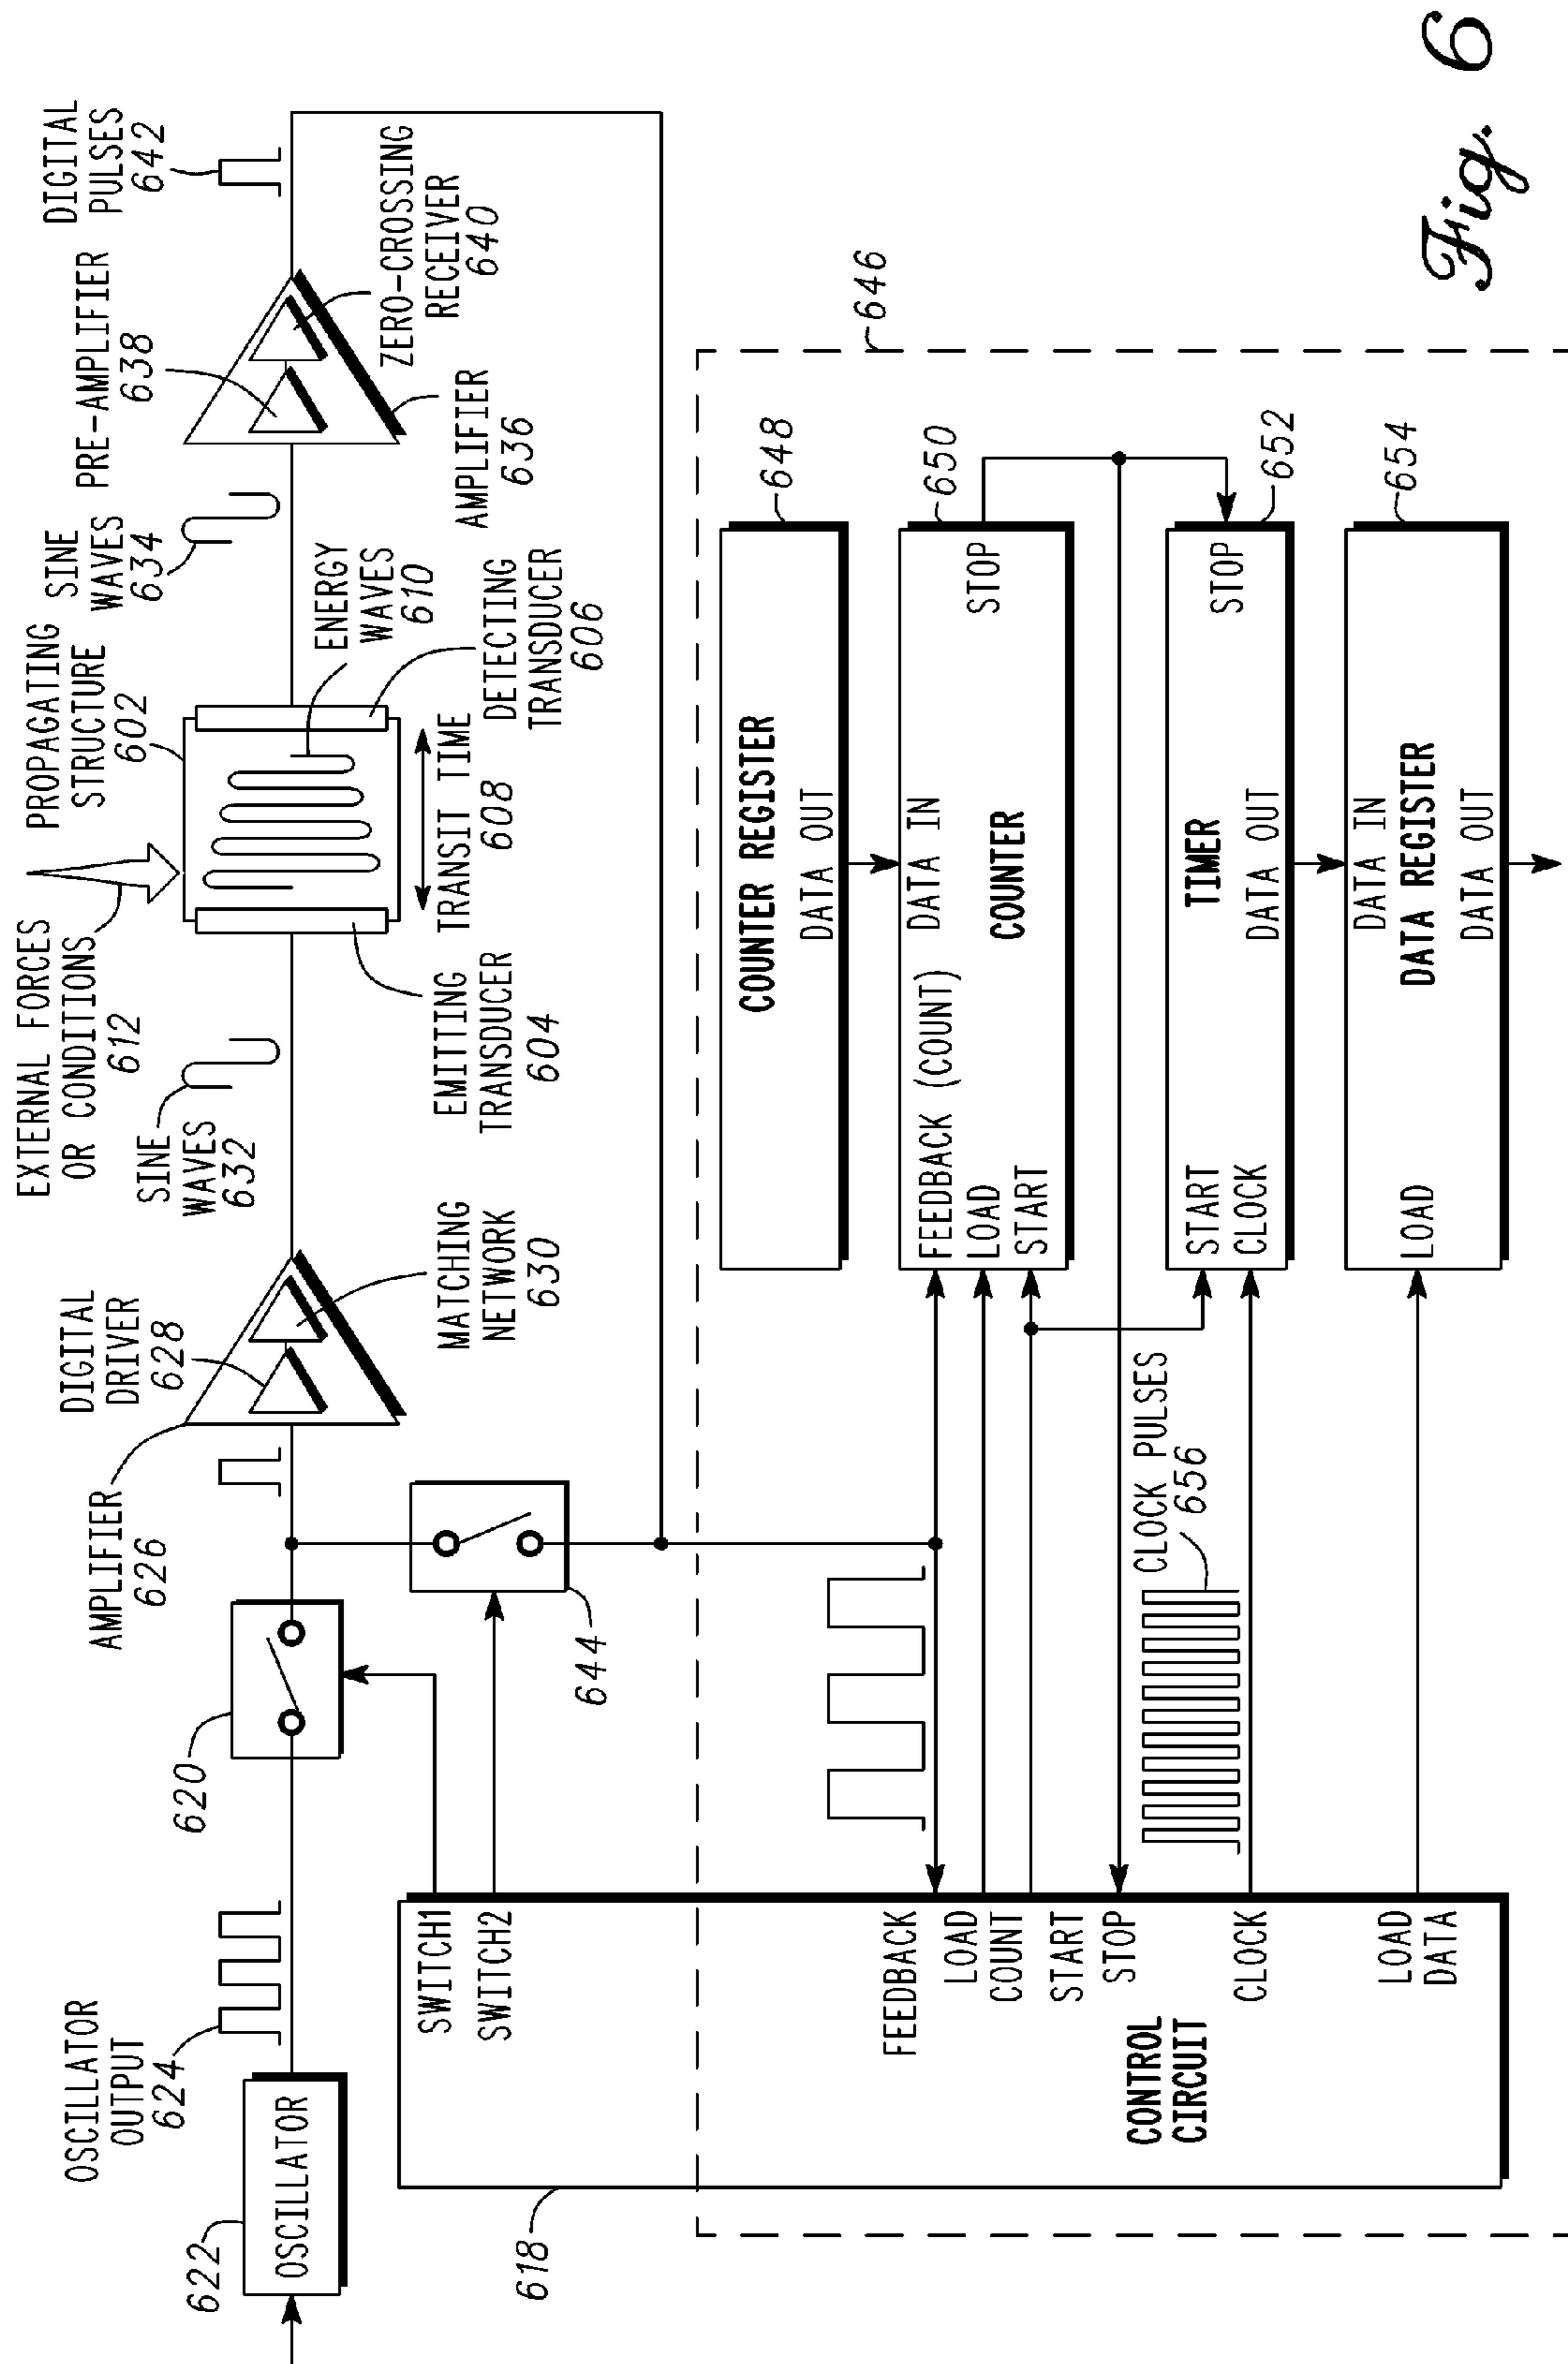 EXTERNAL FORCES
OR CONDITIONS
612
PROPAGATING
STRUCTURE
602
SINE
WAVES
634
PRE-AMPLIFIER
638
DIGITAL
PULSES
642
OSCILLATOR
OUTPUT
624
DIGITAL
DRIVER
628
SINE
WAVES
632
AMPLIFIER
626
622
OSCILLATOR
620
MATCHING
NETWORK
630
EMITTING
TRANSDUCER
604
TRANSIT TIME
608
ENERGY
WAVES
610
DETECTING
TRANSDUCER
606
AMPLIFIER
636
ZERO-CROSSING
RECEIVER
640
644
618
SWITCH1
SWITCH2
FEEDBACK
LOAD
COUNT
START
STOP
CLOCK
LOAD
DATA
CONTROL
CIRCUIT
646
COUNTER REGISTER
DATA OUT
648
FEEDBACK (COUNT)
DATA IN
LOAD
START
COUNTER
STOP
650
CLOCK PULSES
656
TIMER
START
CLOCK
STOP
DATA OUT
652
DATA IN
LOAD
DATA REGISTER
DATA OUT
654
Fig. 6